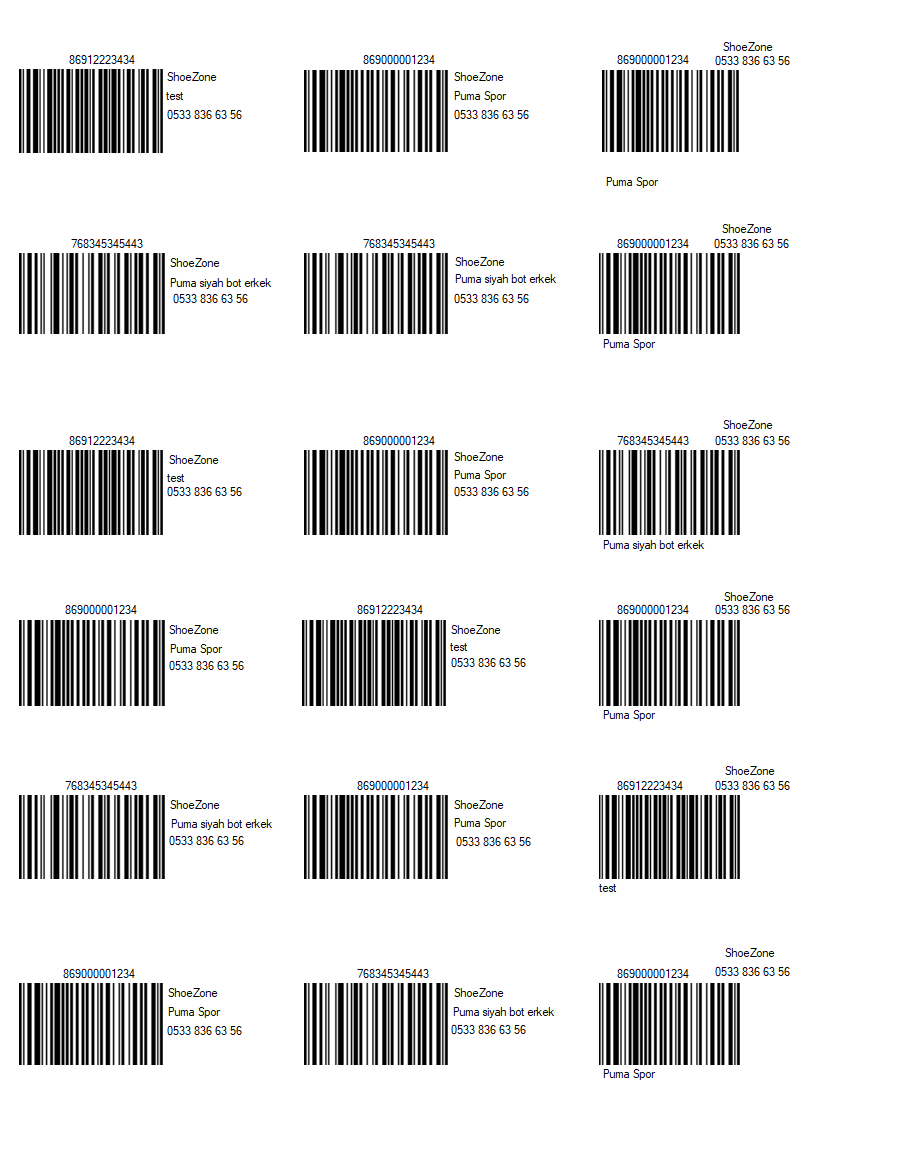 86912223434
ShoeZone
test
0533 836 63 56
869000001234
ShoeZone
Puma Spor
0533 836 63 56
ShoeZone
869000001234
0533 836 63 56
Puma Spor
768345345443
ShoeZone
Puma siyah bot erkek
0533 836 63 56
768345345443
ShoeZone
Puma siyah bot erkek
0533 836 63 56
ShoeZone
869000001234
0533 836 63 56
Puma Spor
86912223434
ShoeZone
test
0533 836 63 56
869000001234
ShoeZone
Puma Spor
0533 836 63 56
ShoeZone
768345345443
0533 836 63 56
Puma siyah bot erkek
869000001234
ShoeZone
Puma Spor
0533 836 63 56
86912223434
ShoeZone
test
0533 836 63 56
ShoeZone
869000001234
0533 836 63 56
Puma Spor
768345345443
ShoeZone
Puma siyah bot erkek
0533 836 63 56
869000001234
ShoeZone
Puma Spor
0533 836 63 56
ShoeZone
86912223434
0533 836 63 56
test
869000001234
ShoeZone
Puma Spor
0533 836 63 56
768345345443
ShoeZone
Puma siyah bot erkek
0533 836 63 56
ShoeZone
869000001234
0533 836 63 56
Puma Spor